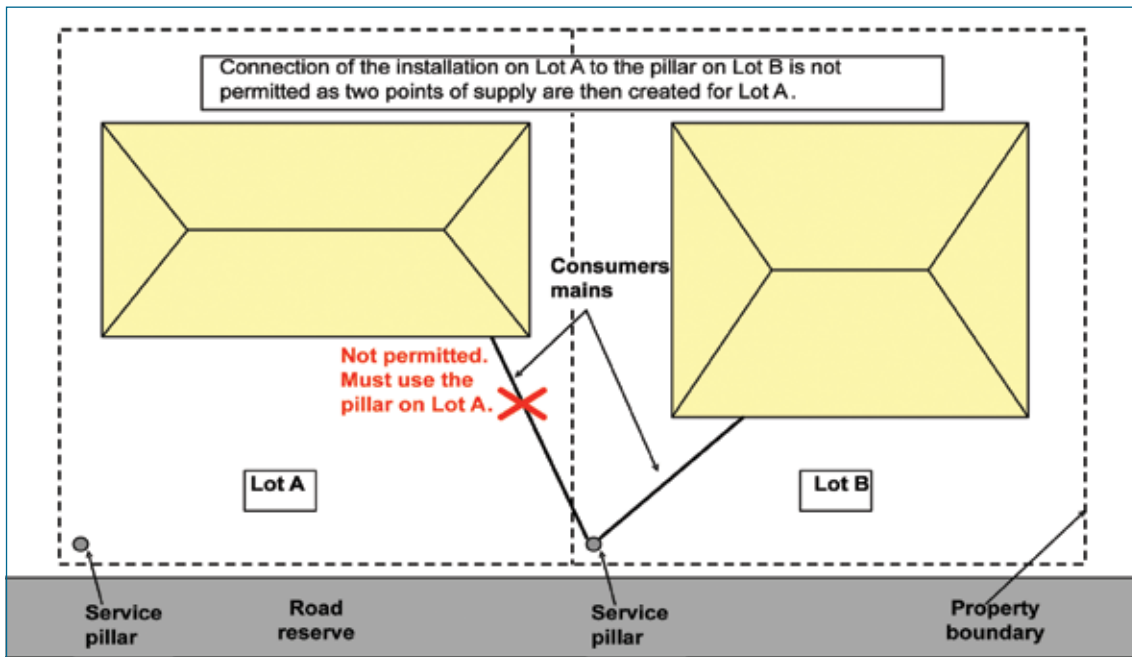 Connection of the installation on Lot A to the pillar on Lot B is not
permitted as two points of supply are then created for Lot A.
Consumers
mains
Not permitted.
Must use the
pillar on Lot A.
Lot A
Lot B
Service
pillar
Road
reserve
Service
pillar
Property
boundary